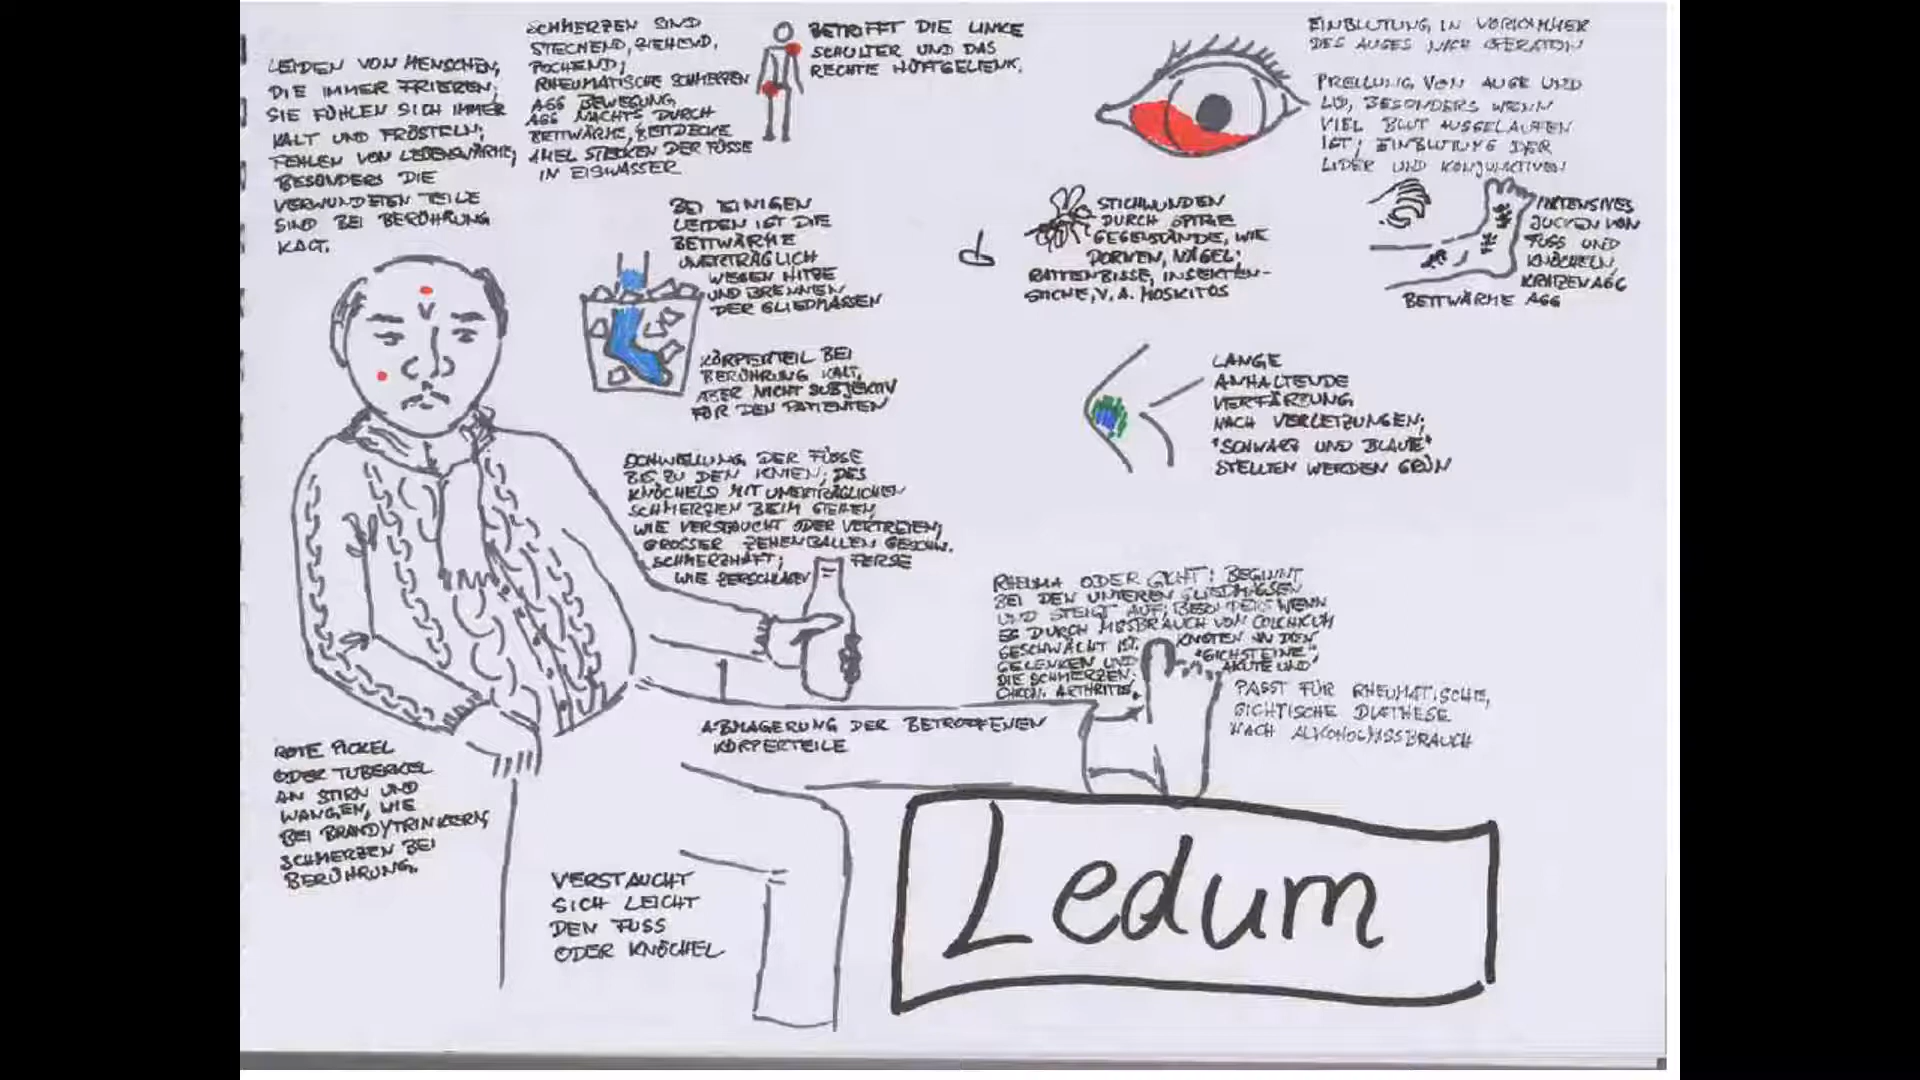 LEIDEN VON MENSCHEN,
DIE IMMER FRIEREN;
SIE FÜHLEN SICH IMMER
KALT UND FRÖSTELN;
FEHLEN VON LEBENSWÄRME;
BESONDERS DIE
VERWUNDETEN TEILE
SIND BEI BERÜHRUNG
KALT.
SCHMERZEN SIND
STECHEND, ZIEHEND,
POCHEND;
RHEUMATISCHE SCHMERZEN
AGG BEWEGUNG
AGG NACHTS DURCH
BETTWÄRME, BETTDECKE
AMEL STECKEN DER FÜSSE
IN EISWASSER
BETRIFFT DIE LINKE
SCHULTER UND DAS
RECHTE HÜFTGELENK.
EINBLUTUNG IN VORKAMMER
DES AUGES NACH OPERATION
PRELLUNG VON AUGE UND
LID, BESONDERS WENN
VIEL BLUT AUSGELAUFEN
IST; EINBLUTUNG DER
LIDER UND KONJUNKTIVEN
BEI EINIGEN
LEIDEN IST DIE
BETTWÄRME
UNERTRÄGLICH
WEGEN HITZE
UND BRENNEN
DER GLIEDMASSEN
STICHWUNDEN
DURCH SPITZE
GEGENSTÄNDE, WIE
DORNEN, NÄGEL;
RATTENBISSE, INSEKTEN-
STICHE, V. A. MOSKITOS
INTENSIVES
JUCKEN VON
FUSS UND
KNÖCHELN,
KRATZEN AGG
BETTWÄRME AGG
KÖRPERTEIL BEI
BERÜHRUNG KALT,
ABER NICHT SUBJEKTIV
FÜR DEN PATIENTEN
LANGE
ANHALTENDE
VERFÄRBUNG
NACH VERLETZUNGEN;
"SCHWARZ UND BLAUE"
STELLEN WERDEN GRÜN
SCHWELLUNG DER FÜSSE
BIS ZU DEN KNIEN; DES
KNÖCHELS MIT UNERTRÄGLICHEN
SCHMERZEN BEIM GEHEN,
WIE VERSTAUCHT ODER VERTRETEN;
GROSSER ZEHENBALLEN GESCHW.
SCHMERZHAFT; FERSE
WIE ZERSCHLAGEN
RHEUMA ODER GICHT: BEGINNT
BEI DEN UNTEREN GLIEDMASSEN
UND STEIGT AUF; BESONDERS WENN
ES DURCH MISSBRAUCH VON COLCHICUM
GESCHWÄCHT IST. KNOTEN IN DEN
GELENKEN UND "GICHSTEINE",
DIE SCHMERZEN; AKUTE UND
CHRON. ARTHRITIS,
PASST FÜR RHEUMATISCHE,
GICHTISCHE DIATHESE
NACH ALKOHOLMISSBRAUCH
ABMAGERUNG DER BETROFFENEN
KÖRPERTEILE
ROTE PICKEL
ODER TUBERKEL
AN STIRN UND
WANGEN, WIE
BEI BRANDYTRINKERN,
SCHMERZEN BEI
BERÜHRUNG.
VERSTAUCHT
SICH LEICHT
DEN FUSS
ODER KNÖCHEL
Ledum